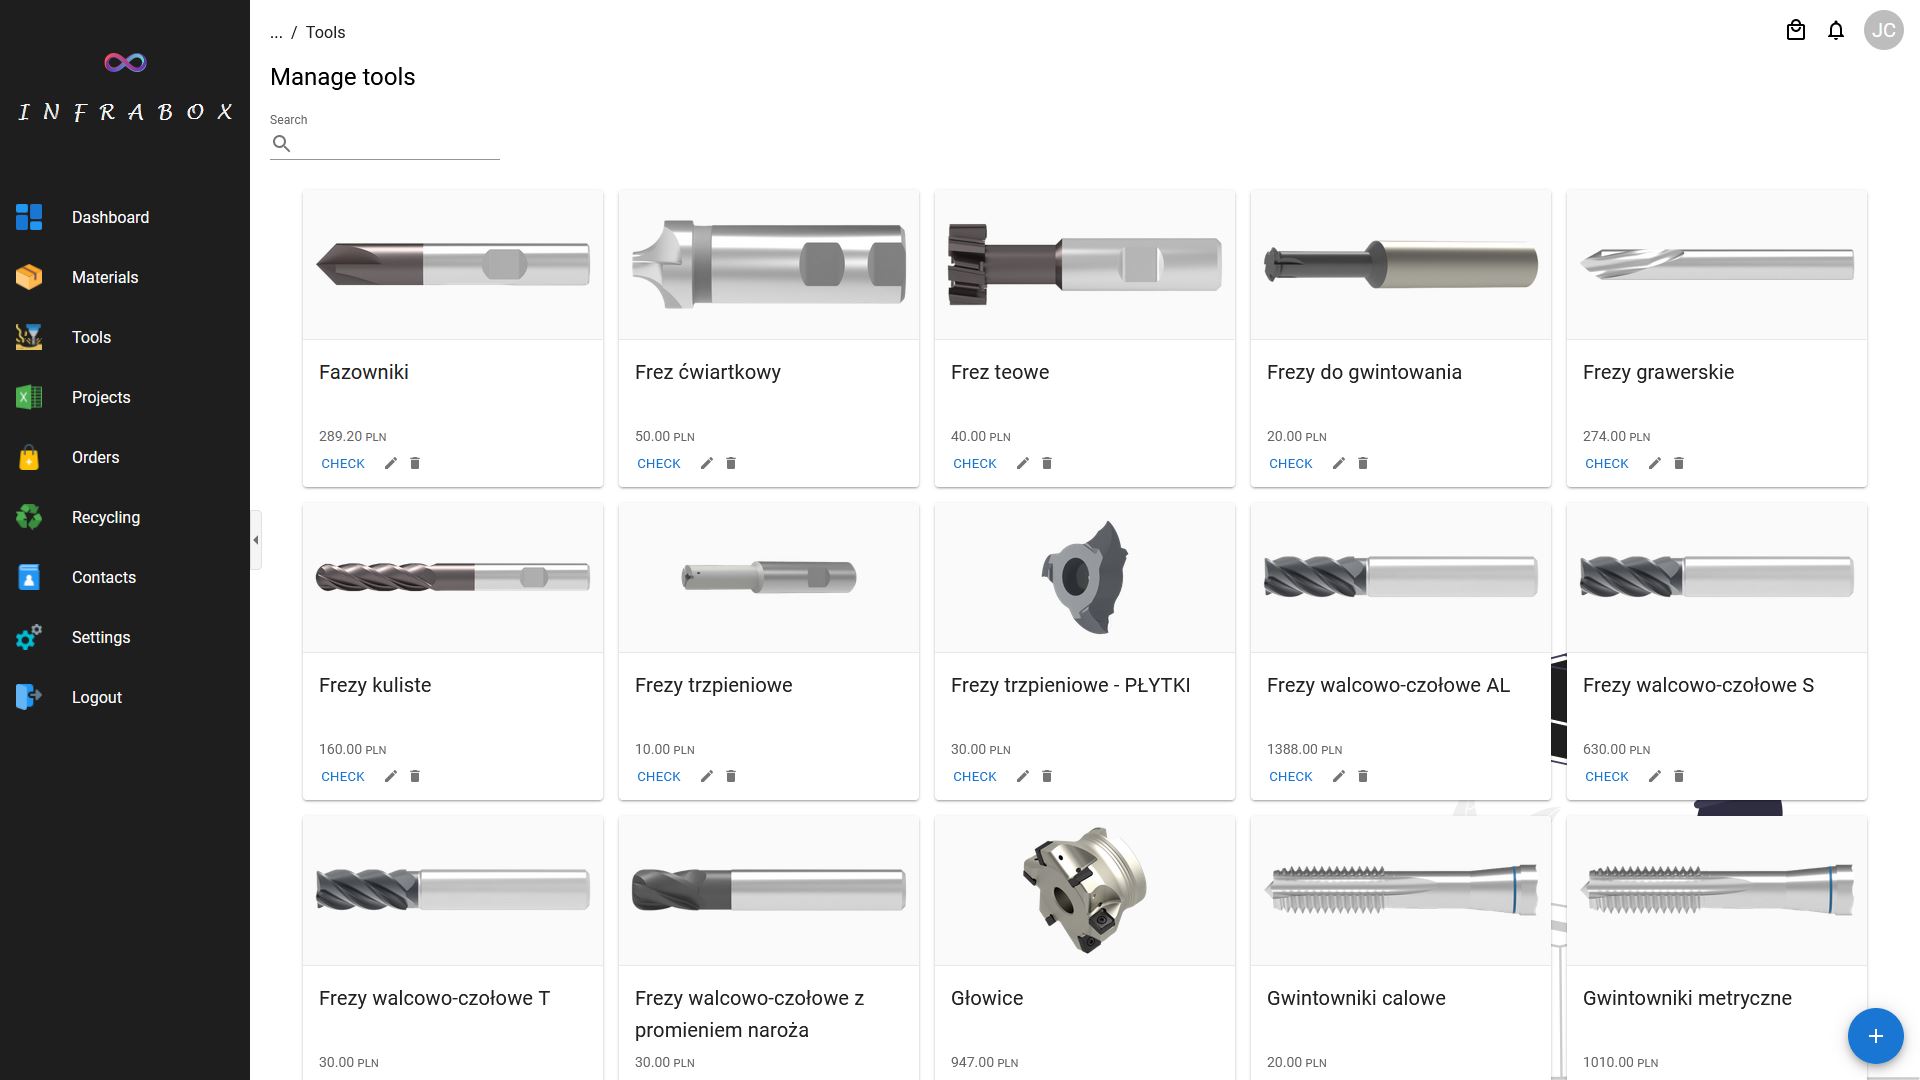 INFRABOX
Dashboard
Materials
Tools
Projects
Orders
Recycling
Contacts
Settings
Logout
... / Tools
JC
Manage tools
Search
Fazowniki
289.20 PLN
CHECK
Frez ćwiartkowy
50.00 PLN
CHECK
Frez teowe
40.00 PLN
CHECK
Frezy do gwintowania
20.00 PLN
CHECK
Frezy grawerskie
274.00 PLN
CHECK
Frezy kuliste
160.00 PLN
CHECK
Frezy trzpieniowe
10.00 PLN
CHECK
Frezy trzpieniowe - PŁYTKI
30.00 PLN
CHECK
Frezy walcowo-czołowe AL
1388.00 PLN
CHECK
Frezy walcowo-czołowe S
630.00 PLN
CHECK
Frezy walcowo-czołowe T
30.00 PLN
Frezy walcowo-czołowe z
promieniem naroża
30.00 PLN
Głowice
947.00 PLN
Gwintowniki calowe
20.00 PLN
Gwintowniki metryczne
1010.00 PLN